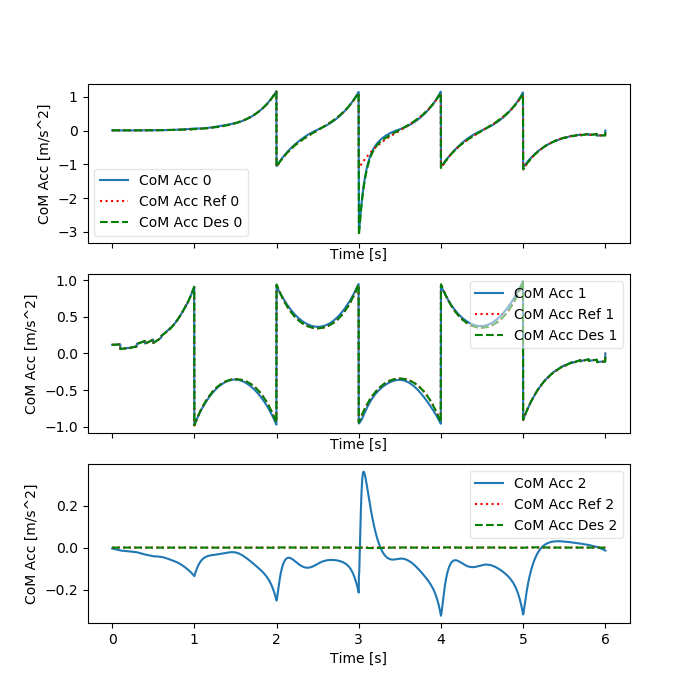 1
0
−1
−2
−3
CoM Acc [m/s^2]
CoM Acc 0
CoM Acc Ref 0
CoM Acc Des 0
Time [s]
1.0
0.5
0.0
−0.5
−1.0
CoM Acc [m/s^2]
CoM Acc 1
CoM Acc Ref 1
CoM Acc Des 1
Time [s]
0.2
0.0
−0.2
CoM Acc [m/s^2]
CoM Acc 2
CoM Acc Ref 2
CoM Acc Des 2
0 1 2 3 4 5 6
Time [s]